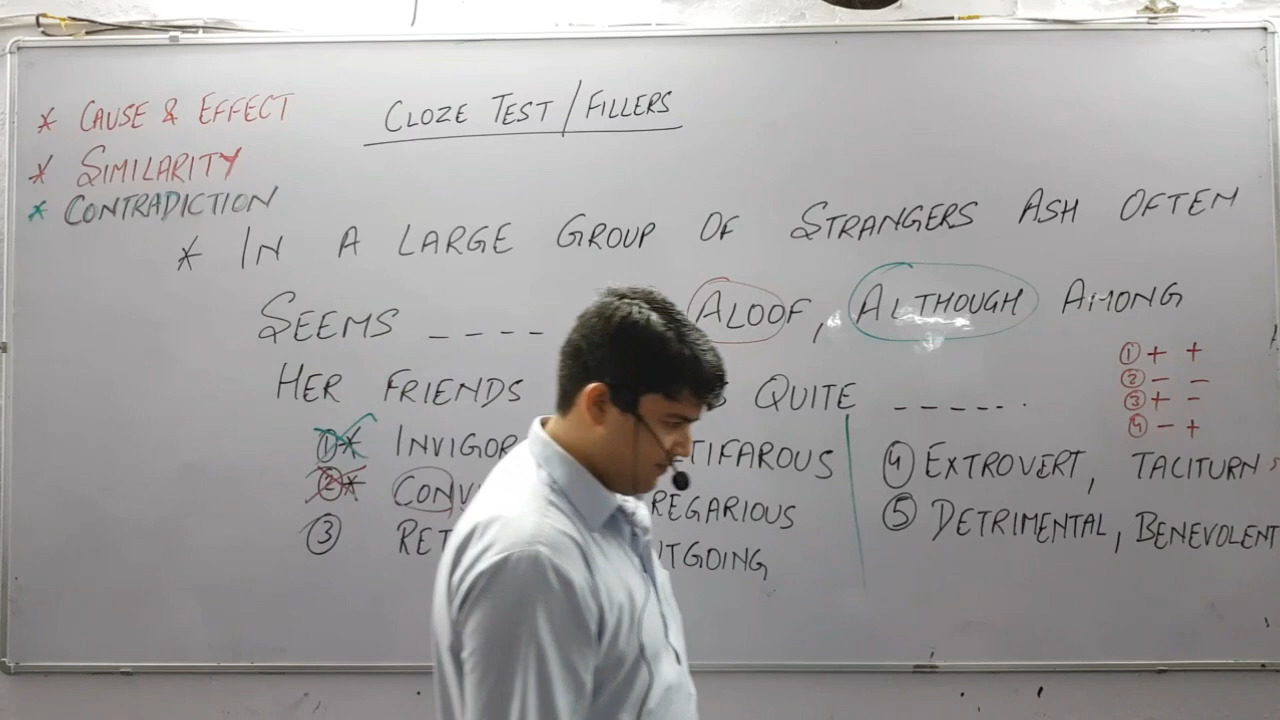 * CAUSE & EFFECT
* SIMILARITY
* CONTRADICTION
CLOZE TEST/FILLERS
* IN A LARGE GROUP OF STRANGERS ASH OFTEN
SEEMS ---- ALOOF, ALTHOUGH AMONG
HER FRIENDS QUITE -----.
① + +
② - -
③ + -
④ - +
①* INVIGOR TIFAROUS
②* CONV REGARIOUS
③ RET TGOING
④ EXTROVERT, TACITURN
⑤ DETRIMENTAL, BENEVOLENT